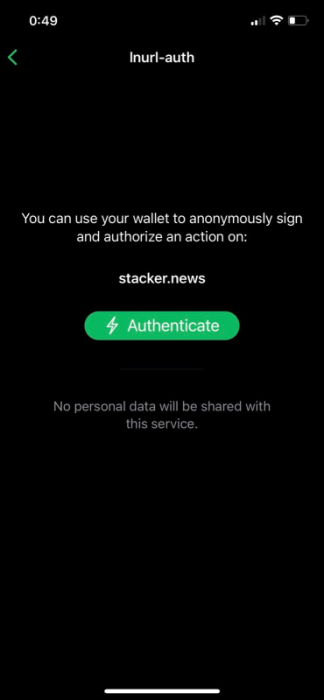 0:49
lnurl-auth
You can use your wallet to anonymously sign
and authorize an action on:
stacker.news
Authenticate
No personal data will be shared with
this service.